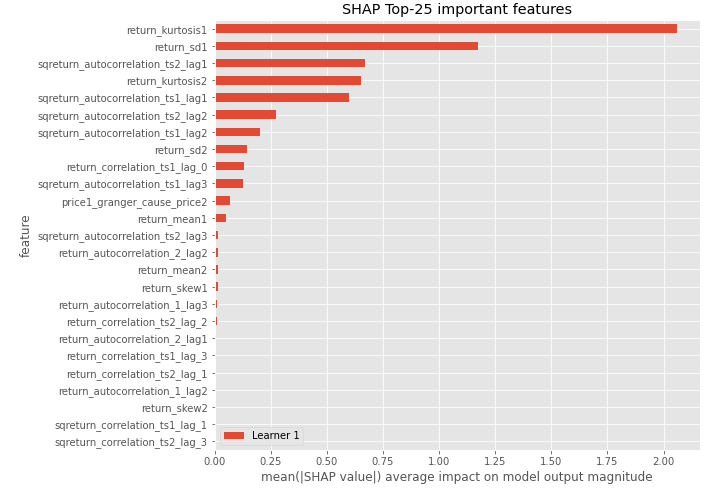 SHAP Top-25 important features
return_kurtosis1
return_sd1
sqreturn_autocorrelation_ts2_lag1
return_kurtosis2
sqreturn_autocorrelation_ts1_lag1
sqreturn_autocorrelation_ts2_lag2
sqreturn_autocorrelation_ts1_lag2
return_sd2
return_correlation_ts1_lag_0
sqreturn_autocorrelation_ts1_lag3
price1_granger_cause_price2
return_mean1
sqreturn_autocorrelation_ts2_lag3
return_autocorrelation_2_lag2
return_mean2
return_skew1
return_autocorrelation_1_lag3
return_correlation_ts2_lag_2
return_autocorrelation_2_lag1
return_correlation_ts1_lag_3
return_correlation_ts2_lag_1
return_autocorrelation_1_lag2
return_skew2
sqreturn_correlation_ts1_lag_1
sqreturn_correlation_ts2_lag_3
feature
Learner 1
0.00 0.25 0.50 0.75 1.00 1.25 1.50 1.75 2.00
mean(|SHAP value|) average impact on model output magnitude